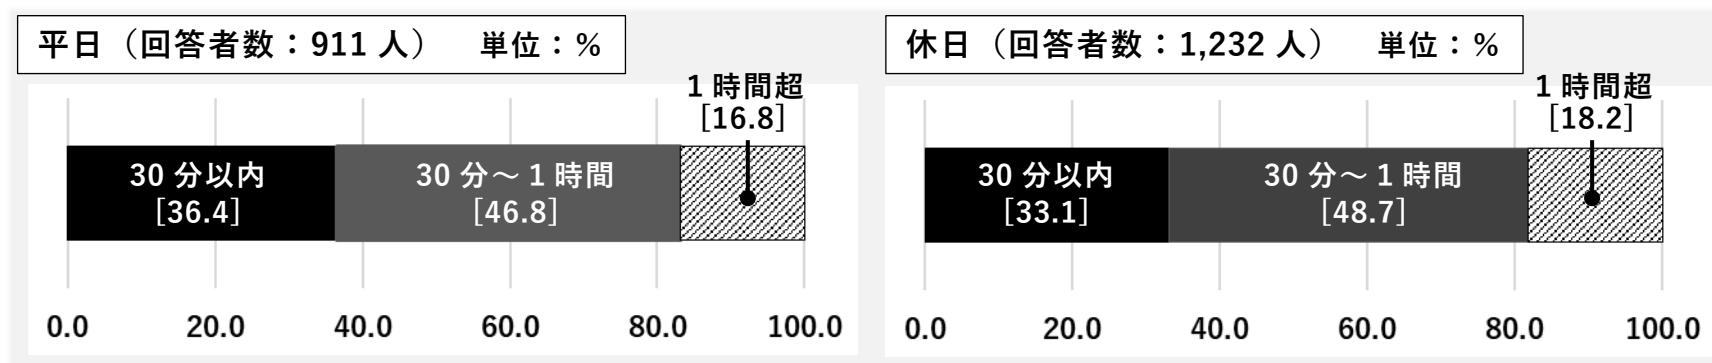 平日（回答者数：911 人）　単位：%
1 時間超
[16.8]
30 分以内
[36.4]
30 分～1 時間
[46.8]
0.0 20.0 40.0 60.0 80.0 100.0
休日（回答者数：1,232 人）　単位：%
1 時間超
[18.2]
30 分以内
[33.1]
30 分～1 時間
[48.7]
0.0 20.0 40.0 60.0 80.0 100.0